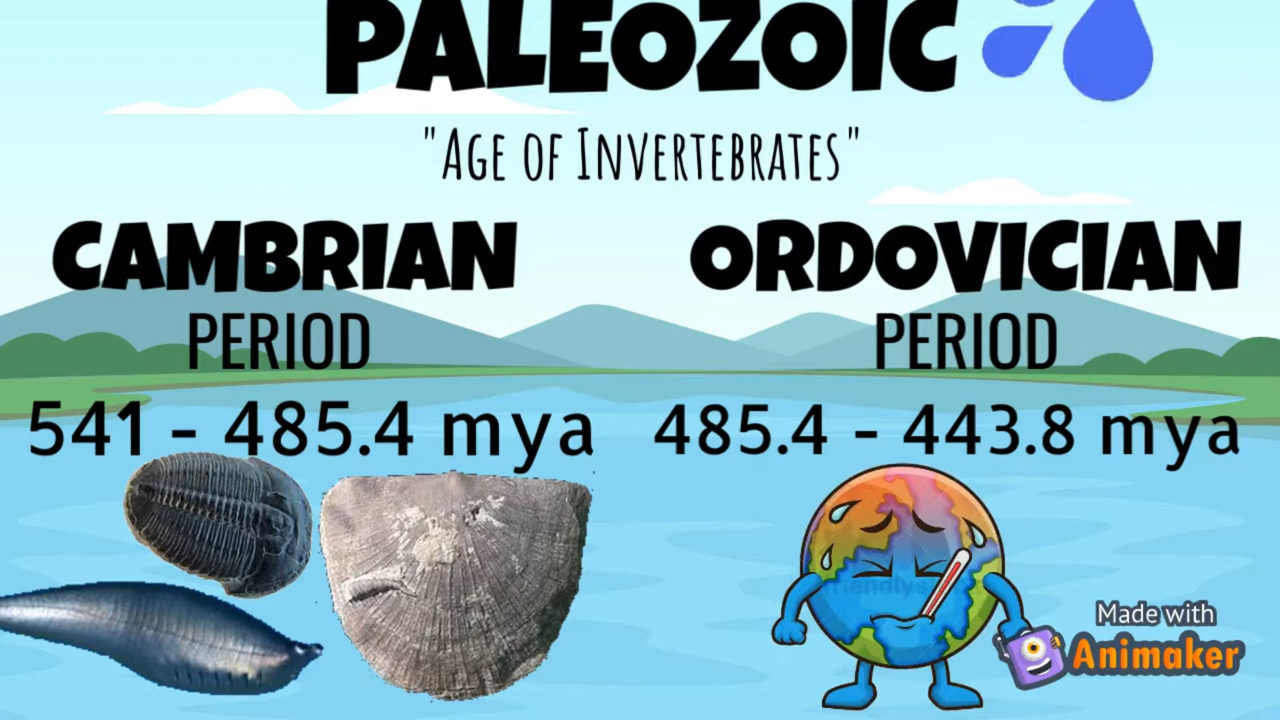 PALEOZOIC
"AGE OF INVERTEBRATES"
CAMBRIAN
PERIOD
541 - 485.4 mya
ORDOVICIAN
PERIOD
485.4 - 443.8 mya
Made with
Animaker